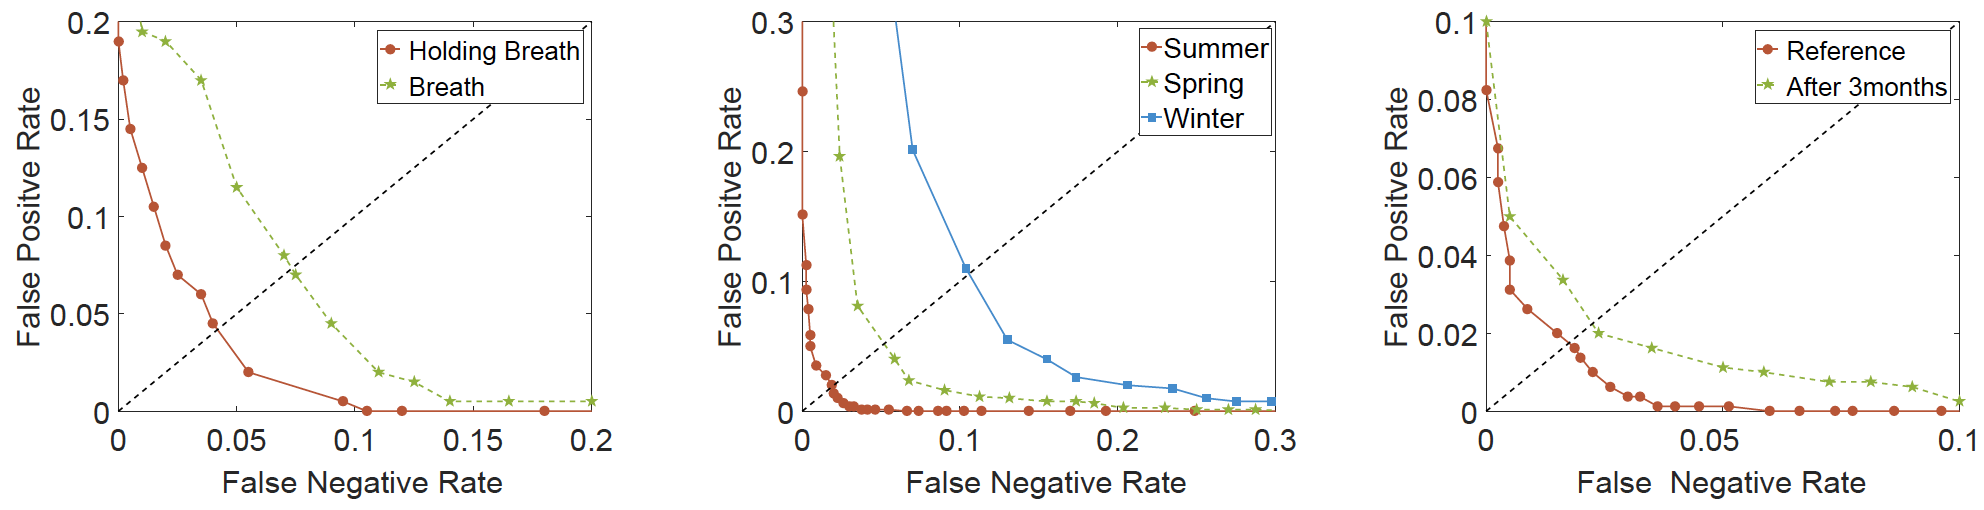 False Positve Rate
0.2
0.15
0.1
0.05
0
Holding Breath
Breath
0 0.05 0.1 0.15 0.2
False Negative Rate
False Positve Rate
0.3
0.2
0.1
0
Summer
Spring
Winter
0 0.1 0.2 0.3
False Negative Rate
False Positve Rate
0.1
0.08
0.06
0.04
0.02
0
Reference
After 3months
0 0.05 0.1
False Negative Rate